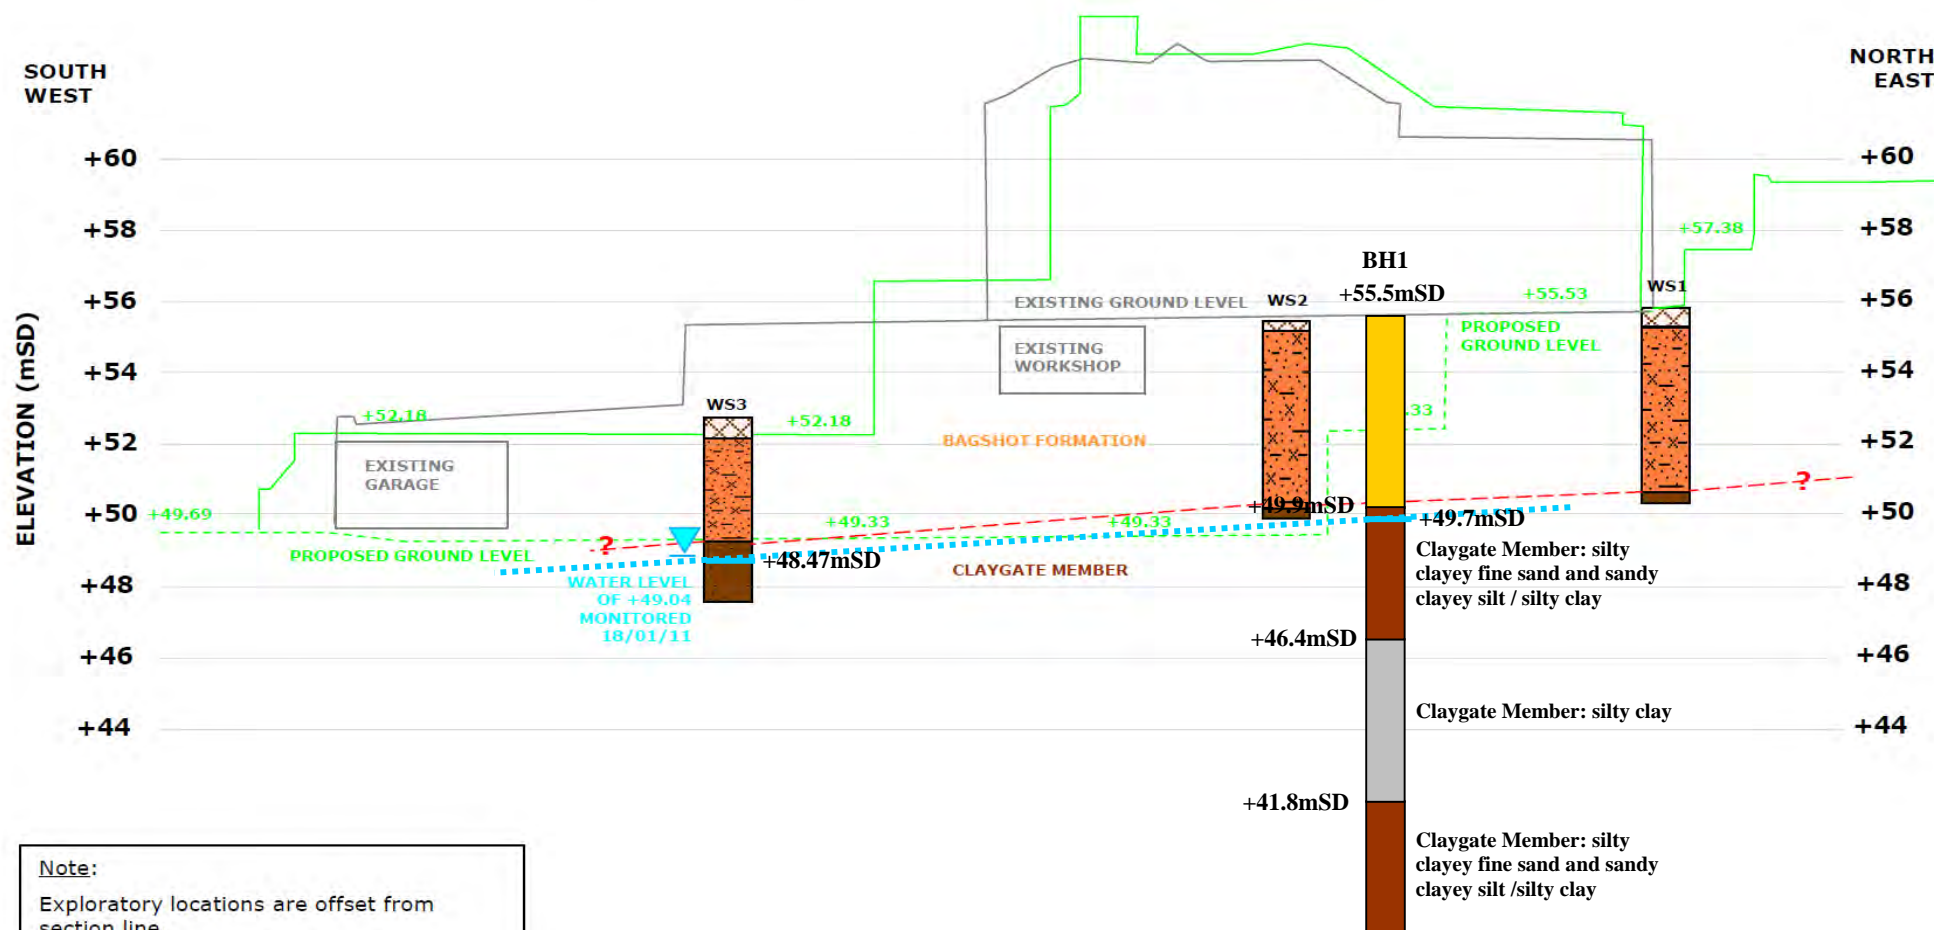 SOUTH
WEST
NORTH
EAST
ELEVATION (mSD)
+60
+60
+58
+58
+57.38
BH1
+55.5mSD
+56
+56
EXISTING GROUND LEVEL
WS2
+55.53
WS1
PROPOSED
GROUND LEVEL
EXISTING
WORKSHOP
+54
+54
WS3
+52.18
+52.18
.33
+52
+52
BAGSHOT FORMATION
EXISTING
GARAGE
?
+50
+50
+49.69
+49.33
+49.33
+49.9mSD
+49.7mSD
PROPOSED GROUND LEVEL
?
+48.47mSD
CLAYGATE MEMBER
Claygate Member: silty
clayey fine sand and sandy
clayey silt / silty clay
+48
+48
WATER LEVEL
OF +49.04
MONITORED
18/01/11
+46.4mSD
+46
+46
Claygate Member: silty clay
+44
+44
+41.8mSD
Claygate Member: silty
clayey fine sand and sandy
clayey silt /silty clay
Note:
Exploratory locations are offset from
section line